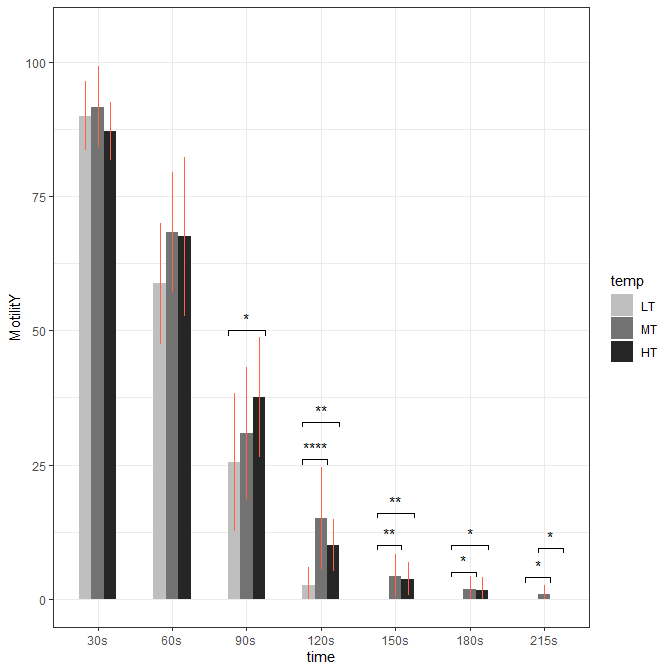 100
75
50
25
0
MotilitY
*
**
****
**
**
*
*
*
*
30s
60s
90s
120s
150s
180s
215s
time
temp
LT
MT
HT